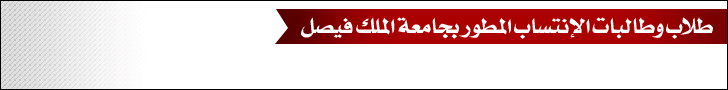 طلاب وطالبات الإنتساب المطور بجامعة الملك فيصل